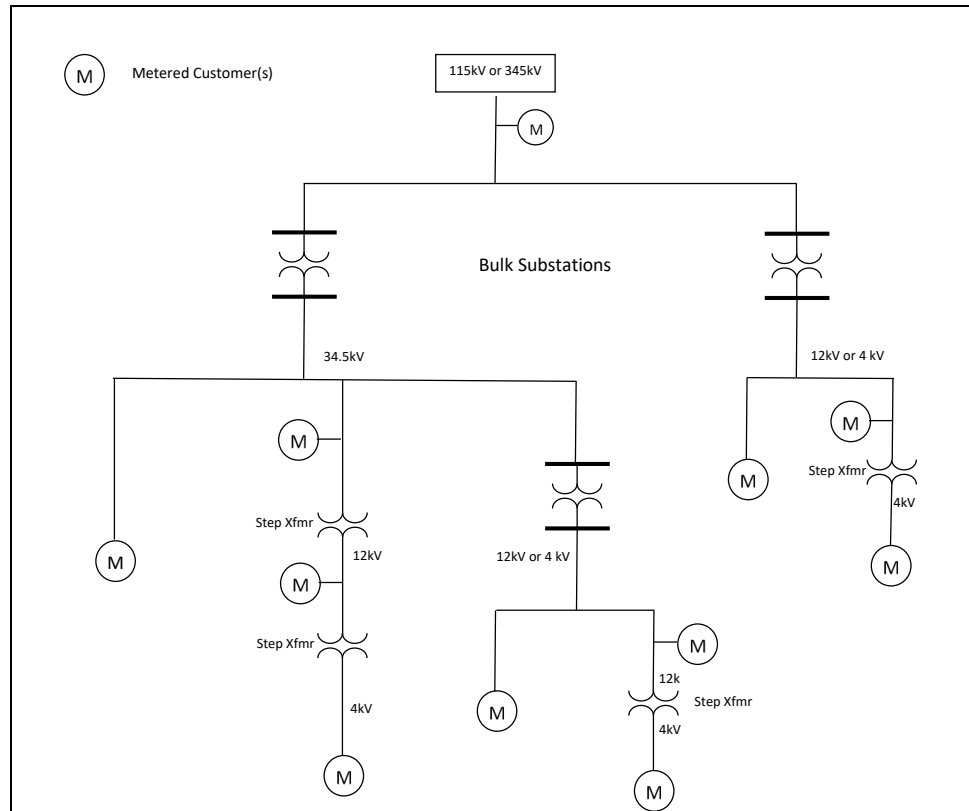 M
Metered Customer(s)
115kV or 345kV
M
Bulk Substations
34.5kV
12kV or 4 kV
M
M
Step Xfmr
M
4kV
Step Xfmr
M
12kV
12kV or 4 kV
M
M
M
Step Xfmr
M
12k
Step Xfmr
4kV
M
4kV
M
M